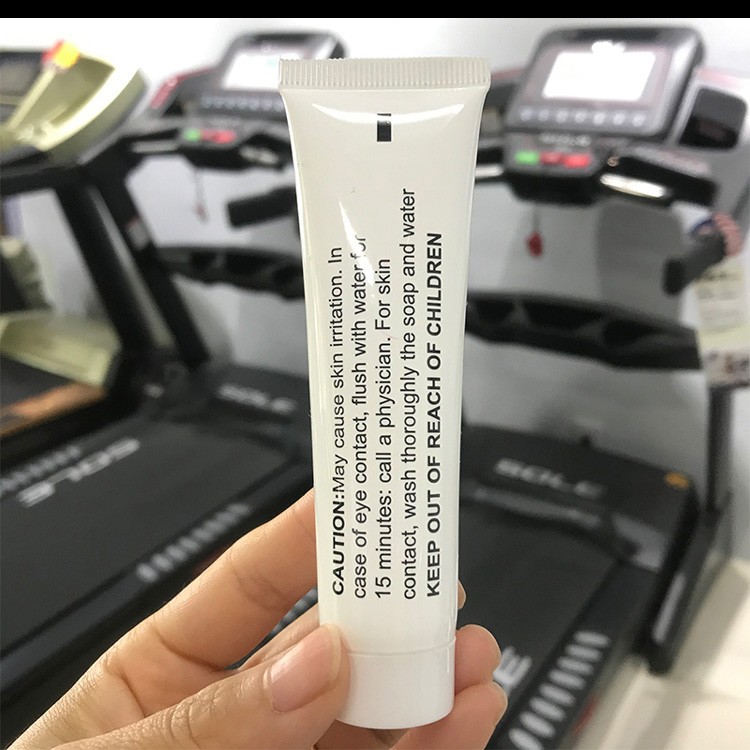 CAUTION:May cause skin irritation. In
case of eye contact, flush with water for
15 minutes: call a physician. For skin
contact, wash thoroughly the soap and water
KEEP OUT OF REACH OF CHILDREN
SOLE
SOLE
SOLE